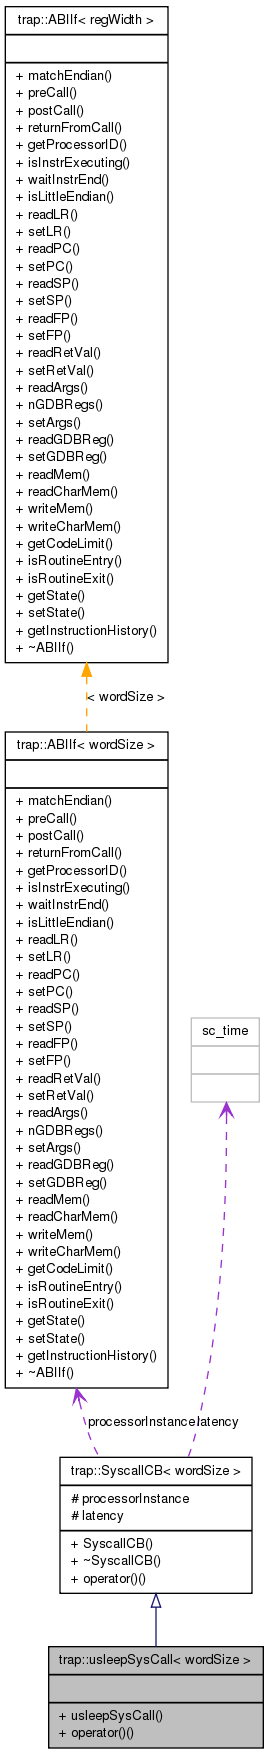 trap::ABIIf< regWidth >
+ matchEndian()
+ preCall()
+ postCall()
+ returnFromCall()
+ getProcessorID()
+ isInstrExecuting()
+ waitInstrEnd()
+ isLittleEndian()
+ readLR()
+ setLR()
+ readPC()
+ setPC()
+ readSP()
+ setSP()
+ readFP()
+ setFP()
+ readRetVal()
+ setRetVal()
+ readArgs()
+ nGDBRegs()
+ setArgs()
+ readGDBReg()
+ setGDBReg()
+ readMem()
+ readCharMem()
+ writeMem()
+ writeCharMem()
+ getCodeLimit()
+ isRoutineEntry()
+ isRoutineExit()
+ getState()
+ setState()
+ getInstructionHistory()
+ ~ABIIf()
< wordSize >
trap::ABIIf< wordSize >
+ matchEndian()
+ preCall()
+ postCall()
+ returnFromCall()
+ getProcessorID()
+ isInstrExecuting()
+ waitInstrEnd()
+ isLittleEndian()
+ readLR()
+ setLR()
+ readPC()
+ setPC()
+ readSP()
+ setSP()
+ readFP()
+ setFP()
+ readRetVal()
+ setRetVal()
+ readArgs()
+ nGDBRegs()
+ setArgs()
+ readGDBReg()
+ setGDBReg()
+ readMem()
+ readCharMem()
+ writeMem()
+ writeCharMem()
+ getCodeLimit()
+ isRoutineEntry()
+ isRoutineExit()
+ getState()
+ setState()
+ getInstructionHistory()
+ ~ABIIf()
sc_time
processorInstance
latency
trap::SyscallCB< wordSize >
# processorInstance
# latency
+ SyscallCB()
+ ~SyscallCB()
+ operator()()
trap::usleepSysCall< wordSize >
+ usleepSysCall()
+ operator()()